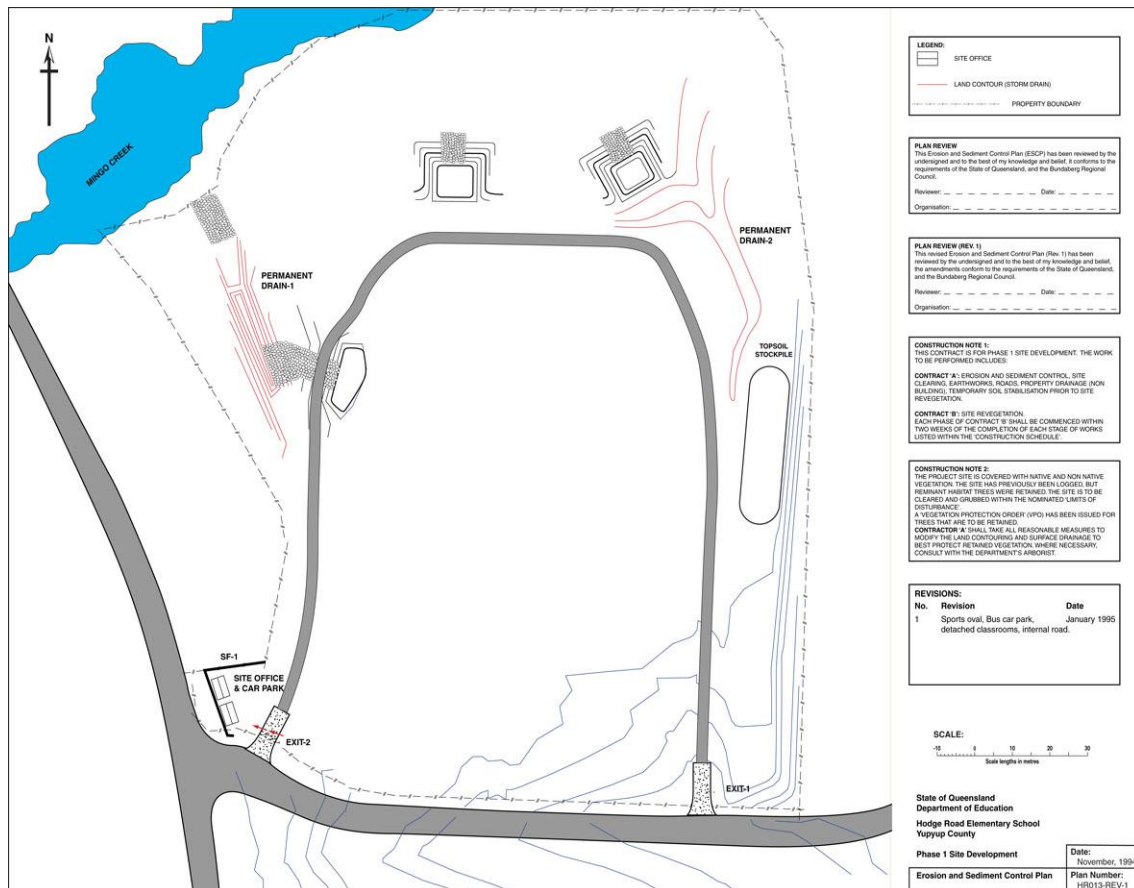 N
MINGO CREEK
PERMANENT
DRAIN-1
PERMANENT
DRAIN-2
TOPSOIL
STOCKPILE
SF-1
SITE OFFICE
& CAR PARK
EXIT-2
EXIT-1
LEGEND:
SITE OFFICE
LAND CONTOUR (STORM DRAIN)
PROPERTY BOUNDARY
PLAN REVIEW
This Erosion and Sediment Control Plan (ESCP) has been reviewed by the
undersigned and to the best of my knowledge and belief, it conforms to the
requirements of the State of Queensland, and the Bundaberg Regional
Council.
Reviewer: _ _ _ _ _ _ _ _ _ _ _ Date: _ _ _ _ _ _
Organisation: _ _ _ _ _ _ _ _ _ _ _ _ _ _ _ _ _ _
PLAN REVIEW (REV. 1)
This revised Erosion and Sediment Control Plan (Rev. 1) has been
reviewed by the undersigned and to the best of my knowledge and belief,
the amendments conform to the requirements of the State of Queensland,
and the Bundaberg Regional Council.
Reviewer: _ _ _ _ _ _ _ _ _ _ _ Date: _ _ _ _ _ _
Organisation: _ _ _ _ _ _ _ _ _ _ _ _ _ _ _ _ _ _
CONSTRUCTION NOTE 1:
THIS CONTRACT IS FOR PHASE 1 SITE DEVELOPMENT. THE WORK
TO BE PERFORMED INCLUDES:
CONTRACT 'A': EROSION AND SEDIMENT CONTROL, SITE
CLEARING, EARTHWORKS, ROADS, PROPERTY DRAINAGE (NON
BUILDING), TEMPORARY SOIL STABILISATION PRIOR TO SITE
REVEGETATION.
CONTRACT 'B': SITE REVEGETATION.
EACH PHASE OF CONTRACT 'B' SHALL BE COMMENCED WITHIN
TWO WEEKS OF THE COMPLETION OF EACH STAGE OF WORKS
LISTED WITHIN THE 'CONSTRUCTION SCHEDULE'.
CONSTRUCTION NOTE 2:
THE PROJECT SITE IS COVERED WITH NATIVE AND NON NATIVE
VEGETATION. THE SITE HAS PREVIOUSLY BEEN LOGGED, BUT
REMINANT HABITAT TREES WERE RETAINED. THE SITE IS TO BE
CLEARED AND GRUBBED WITHIN THE NOMINATED 'LIMITS OF
DISTURBANCE'.
A 'VEGETATION PROTECTION ORDER' (VPO) HAS BEEN ISSUED FOR
TREES THAT ARE TO BE RETAINED.
CONTRACTOR 'A' SHALL TAKE ALL REASONABLE MEASURES TO
MODIFY THE LAND CONTOURING AND SURFACE DRAINAGE TO
BEST PROTECT RETAINED VEGETATION. WHERE NECESSARY,
CONSULT WITH THE DEPARTMENT'S ARBORIST.
REVISIONS:
No. Revision Date
1 Sports oval, Bus car park, January 1995
detached classrooms, internal road.
SCALE:
-10 0 10 20 30
Scale lengths in metres
State of Queensland
Department of Education
Hodge Road Elementary School
Yupyup County
Phase 1 Site Development
Date:
November, 1994
Erosion and Sediment Control Plan
Plan Number:
HR013-REV-1